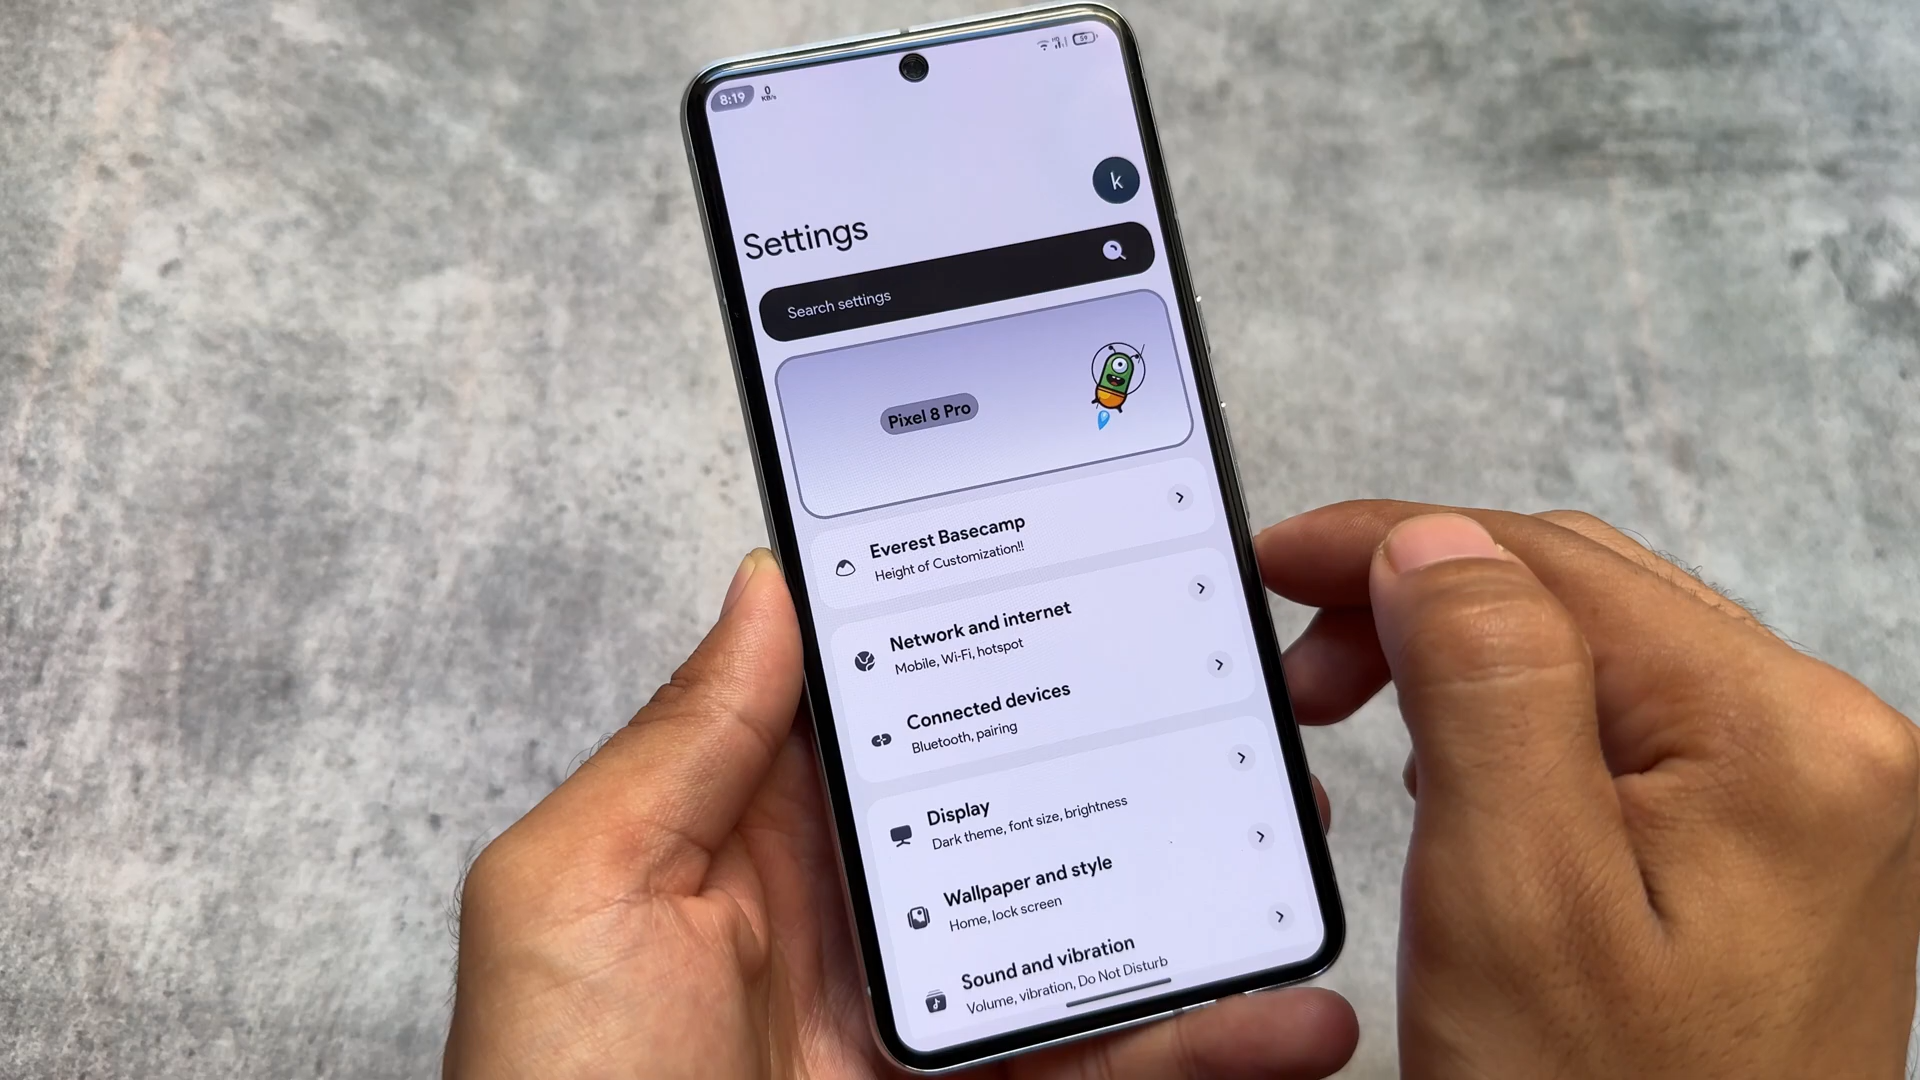 8:19
0
KB/s
HD
59
k
Settings
Search settings
Pixel 8 Pro
Everest Basecamp
Height of Customization!!
Network and internet
Mobile, Wi-Fi, hotspot
Connected devices
Bluetooth, pairing
Display
Dark theme, font size, brightness
Wallpaper and style
Home, lock screen
Sound and vibration
Volume, vibration, Do Not Disturb